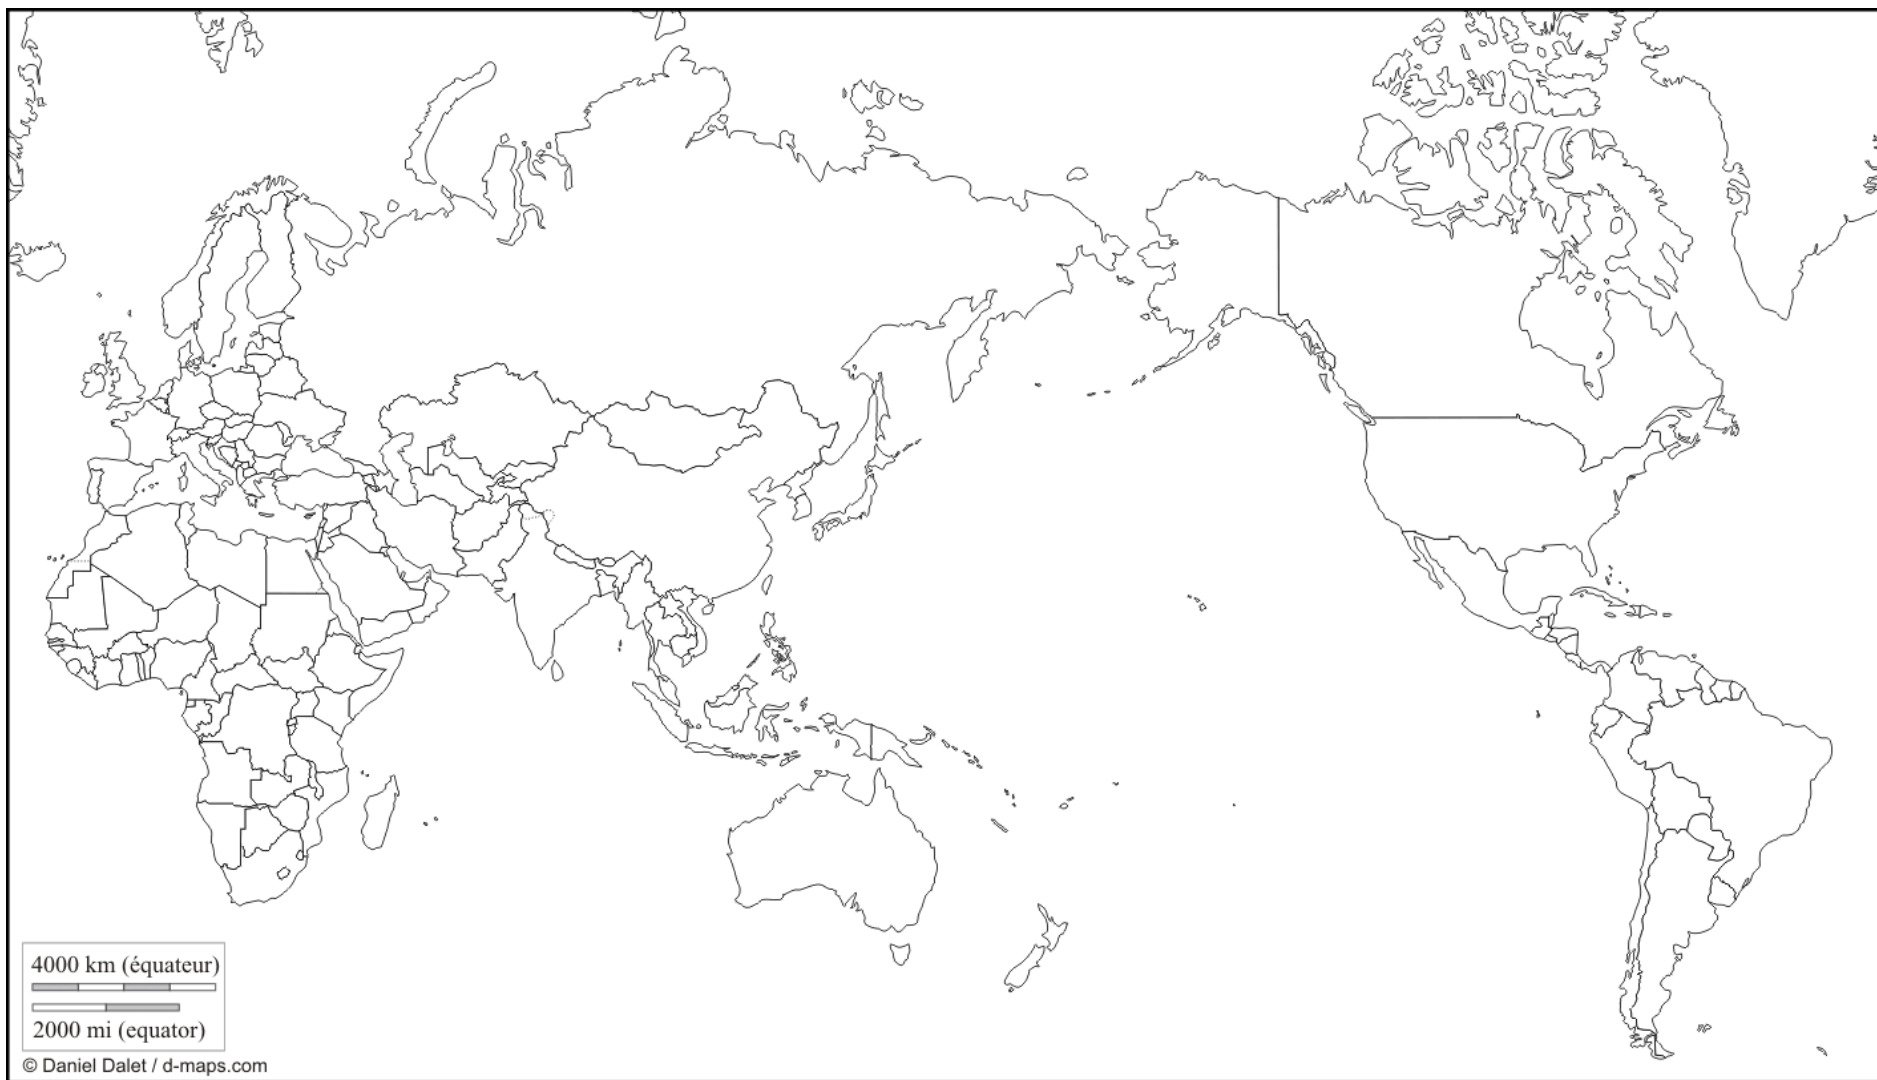 4000 km (équateur)
2000 mi (equator)
© Daniel Dalet / d-maps.com